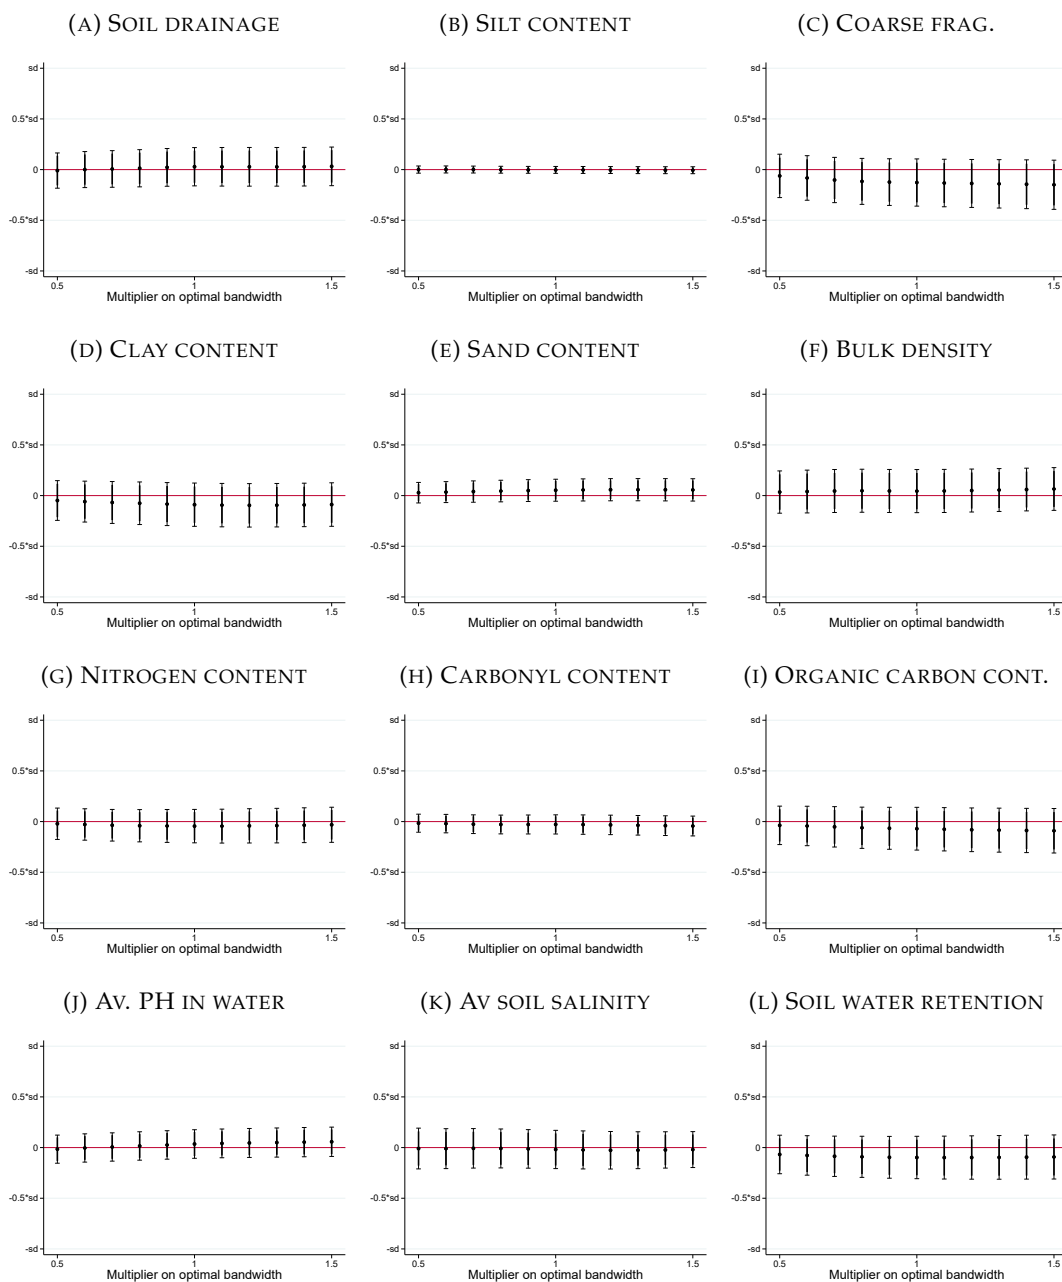 (A) SOIL DRAINAGE
(B) SILT CONTENT
(C) COARSE FRAG.
sd
0.5*sd
0
-0.5*sd
-sd
0.5
1
1.5
Multiplier on optimal bandwidth
sd
0.5*sd
0
-0.5*sd
-sd
0.5
1
1.5
Multiplier on optimal bandwidth
sd
0.5*sd
0
-0.5*sd
-sd
0.5
1
1.5
Multiplier on optimal bandwidth
(D) CLAY CONTENT
(E) SAND CONTENT
(F) BULK DENSITY
sd
0.5*sd
0
-0.5*sd
-sd
0.5
1
1.5
Multiplier on optimal bandwidth
sd
0.5*sd
0
-0.5*sd
-sd
0.5
1
1.5
Multiplier on optimal bandwidth
sd
0.5*sd
0
-0.5*sd
-sd
0.5
1
1.5
Multiplier on optimal bandwidth
(G) NITROGEN CONTENT
(H) CARBONYL CONTENT
(I) ORGANIC CARBON CONT.
sd
0.5*sd
0
-0.5*sd
-sd
0.5
1
1.5
Multiplier on optimal bandwidth
sd
0.5*sd
0
-0.5*sd
-sd
0.5
1
1.5
Multiplier on optimal bandwidth
sd
0.5*sd
0
-0.5*sd
-sd
0.5
1
1.5
Multiplier on optimal bandwidth
(J) AV. PH IN WATER
(K) AV SOIL SALINITY
(L) SOIL WATER RETENTION
sd
0.5*sd
0
-0.5*sd
-sd
0.5
1
1.5
Multiplier on optimal bandwidth
sd
0.5*sd
0
-0.5*sd
-sd
0.5
1
1.5
Multiplier on optimal bandwidth
sd
0.5*sd
0
-0.5*sd
-sd
0.5
1
1.5
Multiplier on optimal bandwidth